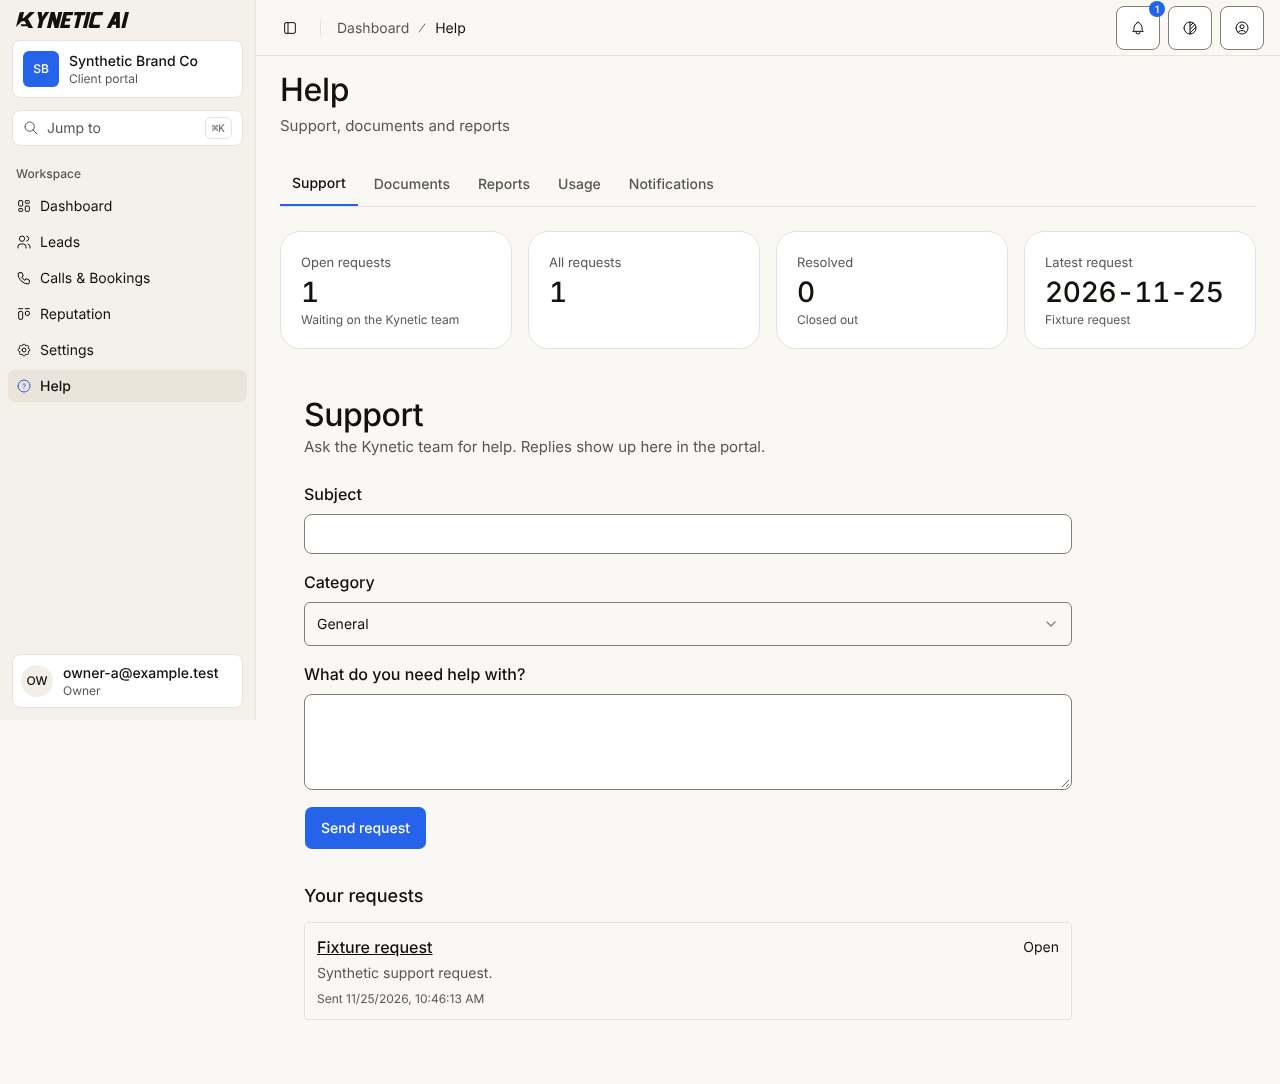 KYNETIC AI
SB
Synthetic Brand Co
Client portal
Jump to
⌘K
Workspace
Dashboard
Leads
Calls & Bookings
Reputation
Settings
Help
OW
owner-a@example.test
Owner
Dashboard / Help
1
Help
Support, documents and reports
Support Documents Reports Usage Notifications
Open requests
1
Waiting on the Kynetic team
All requests
1
Resolved
0
Closed out
Latest request
2026-11-25
Fixture request
Support
Ask the Kynetic team for help. Replies show up here in the portal.
Subject
Category
General
What do you need help with?
Send request
Your requests
Fixture request
Open
Synthetic support request.
Sent 11/25/2026, 10:46:13 AM